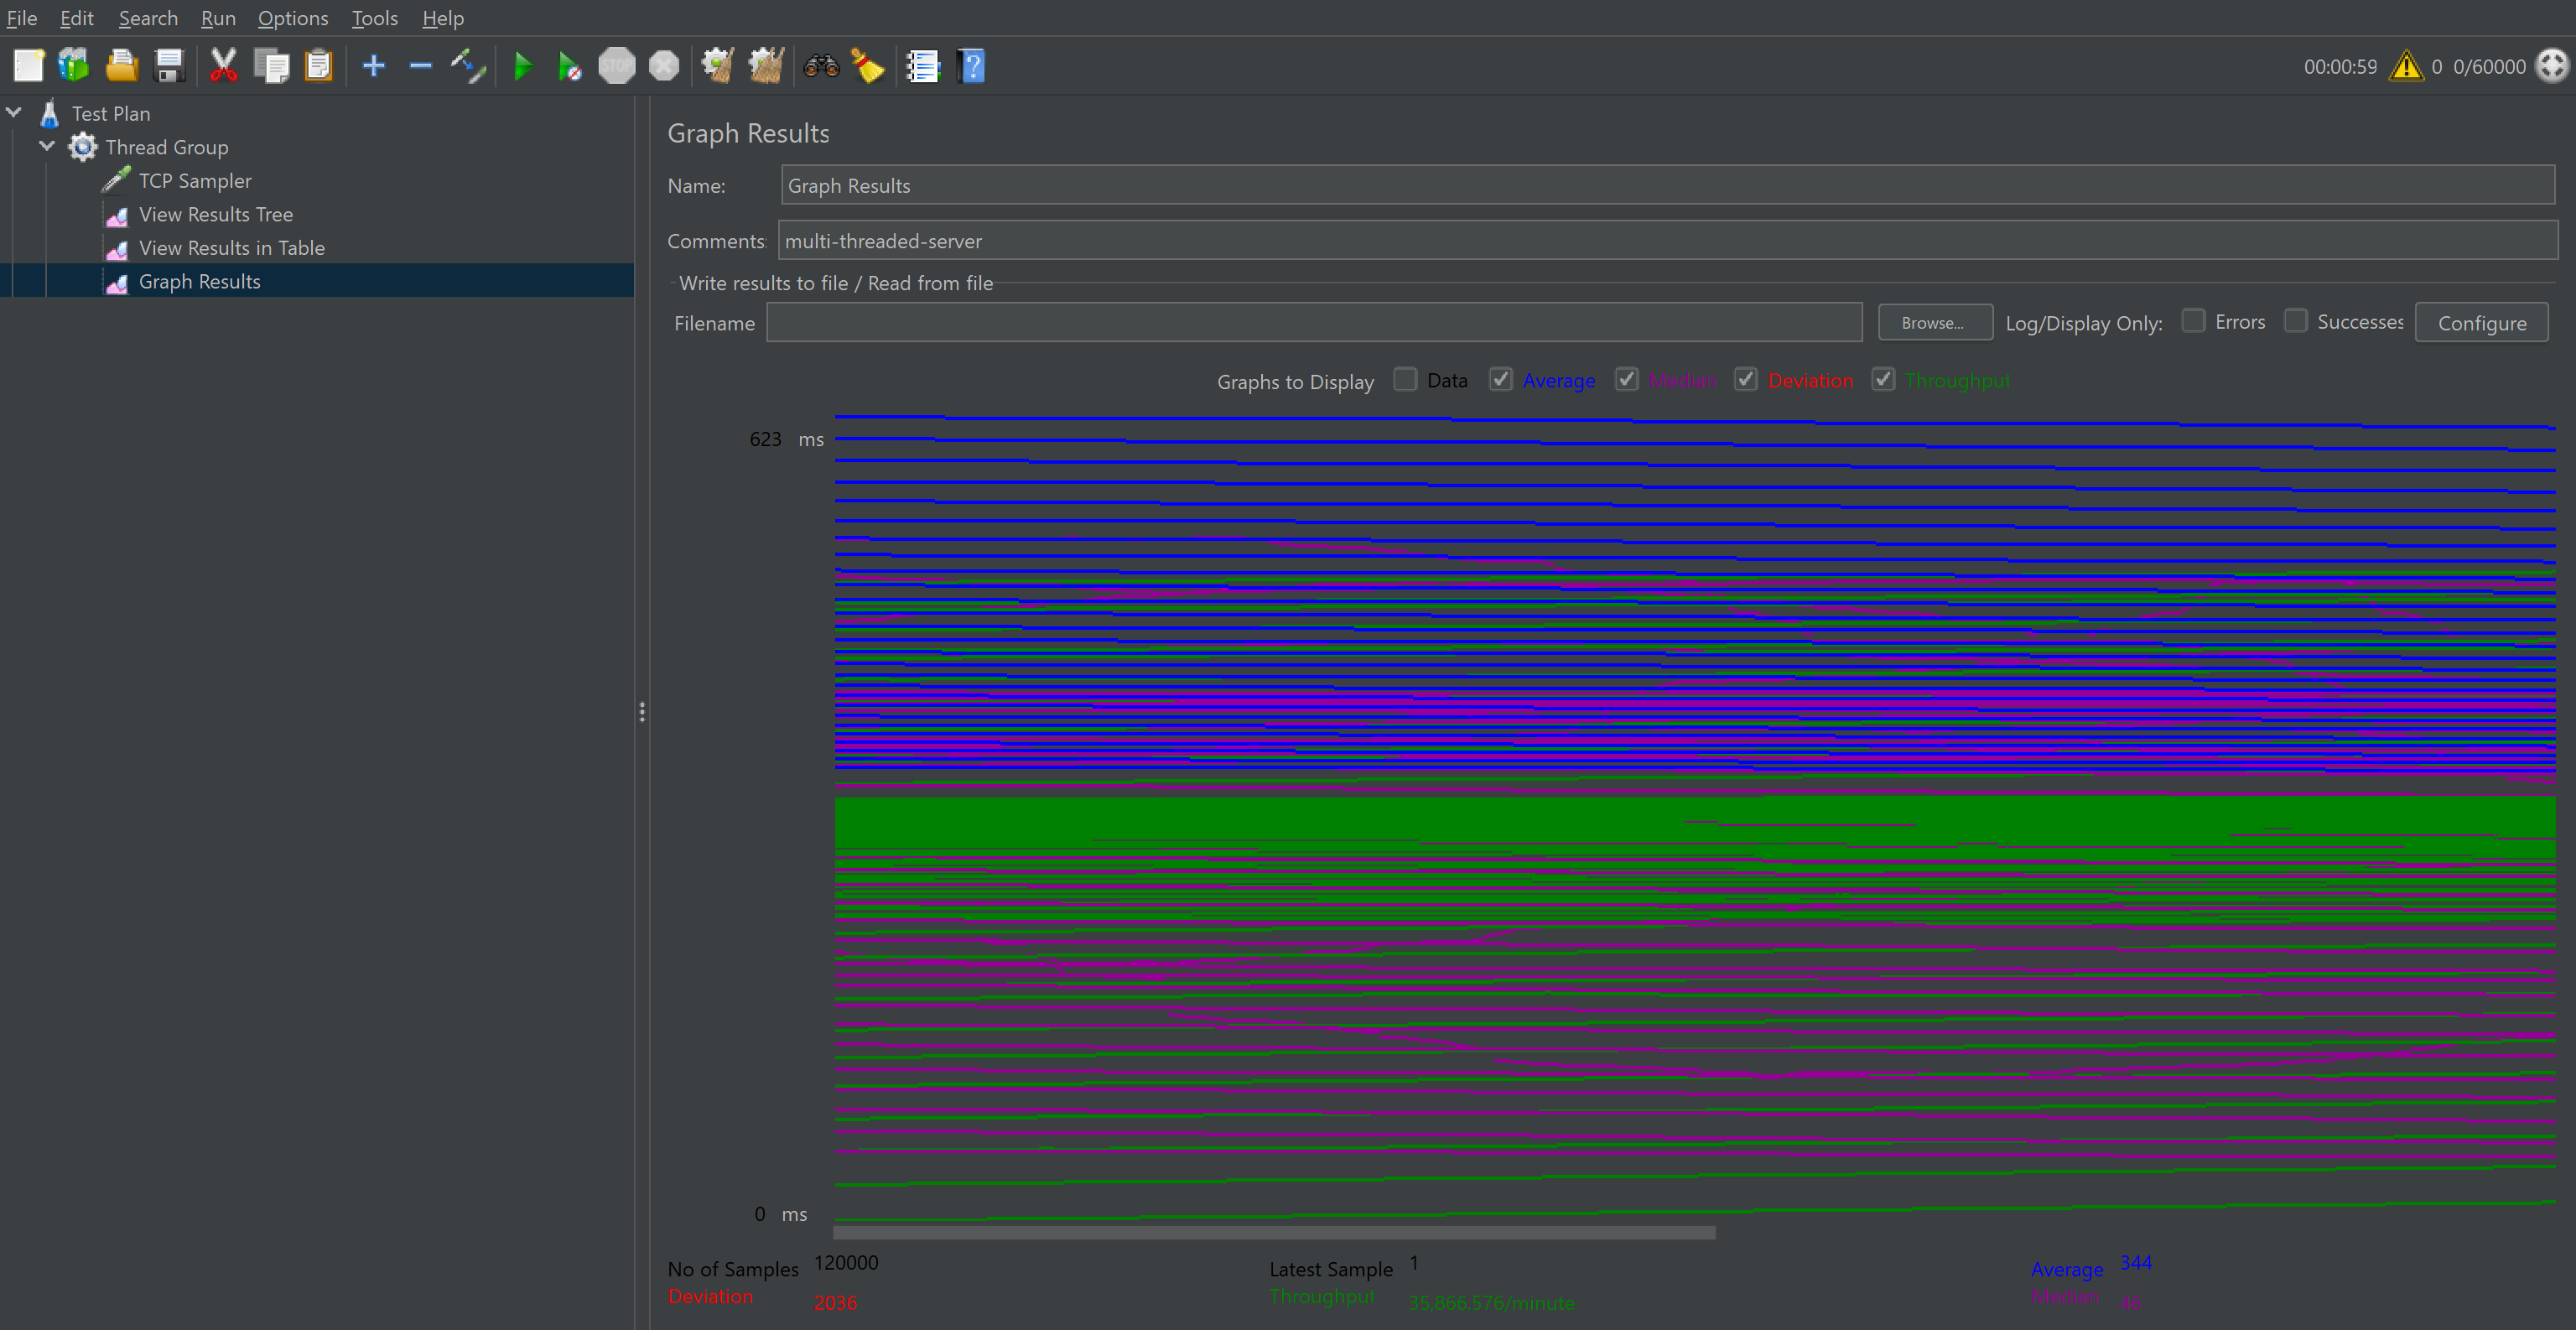 File Edit Search Run Options Tools Help
STOP
00:00:59 0 0/60000
Test Plan
Thread Group
TCP Sampler
View Results Tree
View Results in Table
Graph Results
Graph Results
Name: Graph Results
Comments: multi-threaded-server
Write results to file / Read from file
Filename Browse... Log/Display Only: Errors Successes Configure
Graphs to Display Data Average Median Deviation Throughput
623 ms
0 ms
No of Samples 120000 Latest Sample 1 Average 344
Deviation 2036 Throughput 35,866.576/minute Median 46